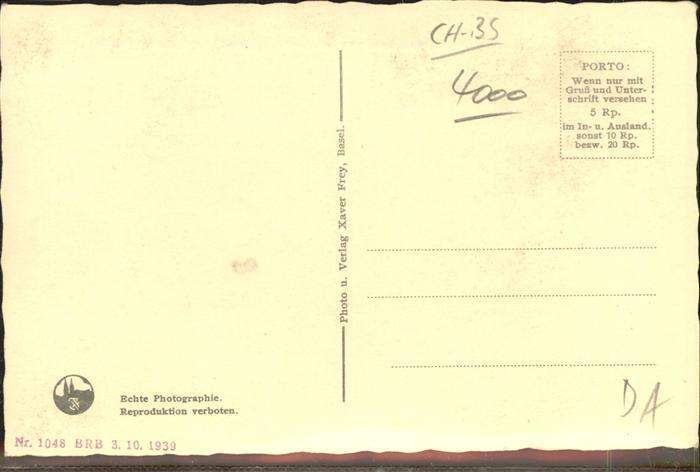 CH-BS
4000
PORTO:
Wenn nur mit
Gruß und Unter-
schrift versehen
5 Rp.
im In- u. Ausland,
sonst 10 Rp.
bezw. 20 Rp.
Photo u. Verlag Xaver Frey, Basel.
Echte Photographie.
Reproduktion verboten.
DA
Nr. 1048 BRB 3. 10. 1939